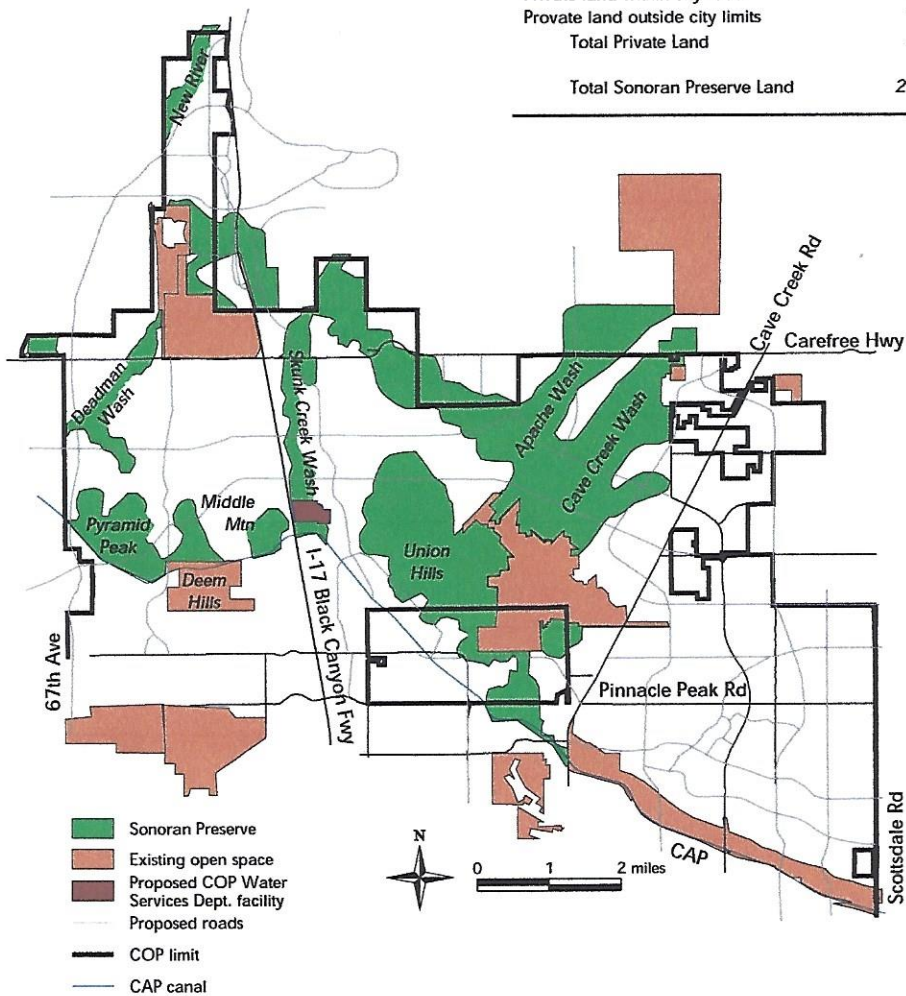 Provate land outside city limits
Total Private Land
Total Sonoran Preserve Land 2
New River
Cave Creek Rd
Carefree Hwy
Deadman
Wash
Skunk Creek Wash
Apache Wash
Cave Creek Wash
Pyramid
Peak
Middle
Mtn
Union
Hills
Deem
Hills
I-17 Black Canyon Fwy
67th Ave
Pinnacle Peak Rd
CAP
Scottsdale Rd
Sonoran Preserve
Existing open space
Proposed COP Water
Services Dept. facility
Proposed roads
COP limit
CAP canal
N
0 1 2 miles